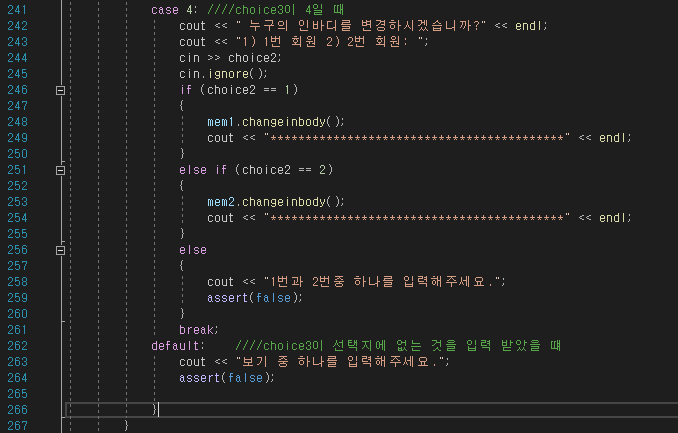 241 case 4: ////choice3이 4일 때
242 cout << " 누구의 인바디를 변경하시겠습니까?" << endl;
243 cout << "1) 1번 회원 2) 2번 회원: ";
244 cin >> choice2;
245 cin.ignore();
246 if (choice2 == 1)
247 {
248 mem1.changeinbody();
249 cout << "******************************************" << endl;
250 }
251 else if (choice2 == 2)
252 {
253 mem2.changeinbody();
254 cout << "******************************************" << endl;
255 }
256 else
257 {
258 cout << "1번과 2번중 하나를 입력해주세요.";
259 assert(false);
260 }
261 break;
262 default: ////choice3이 선택지에 없는 것을 입력 받았을 때
263 cout << "보기 중 하나를 입력해주세요.";
264 assert(false);
265
266 }
267 }